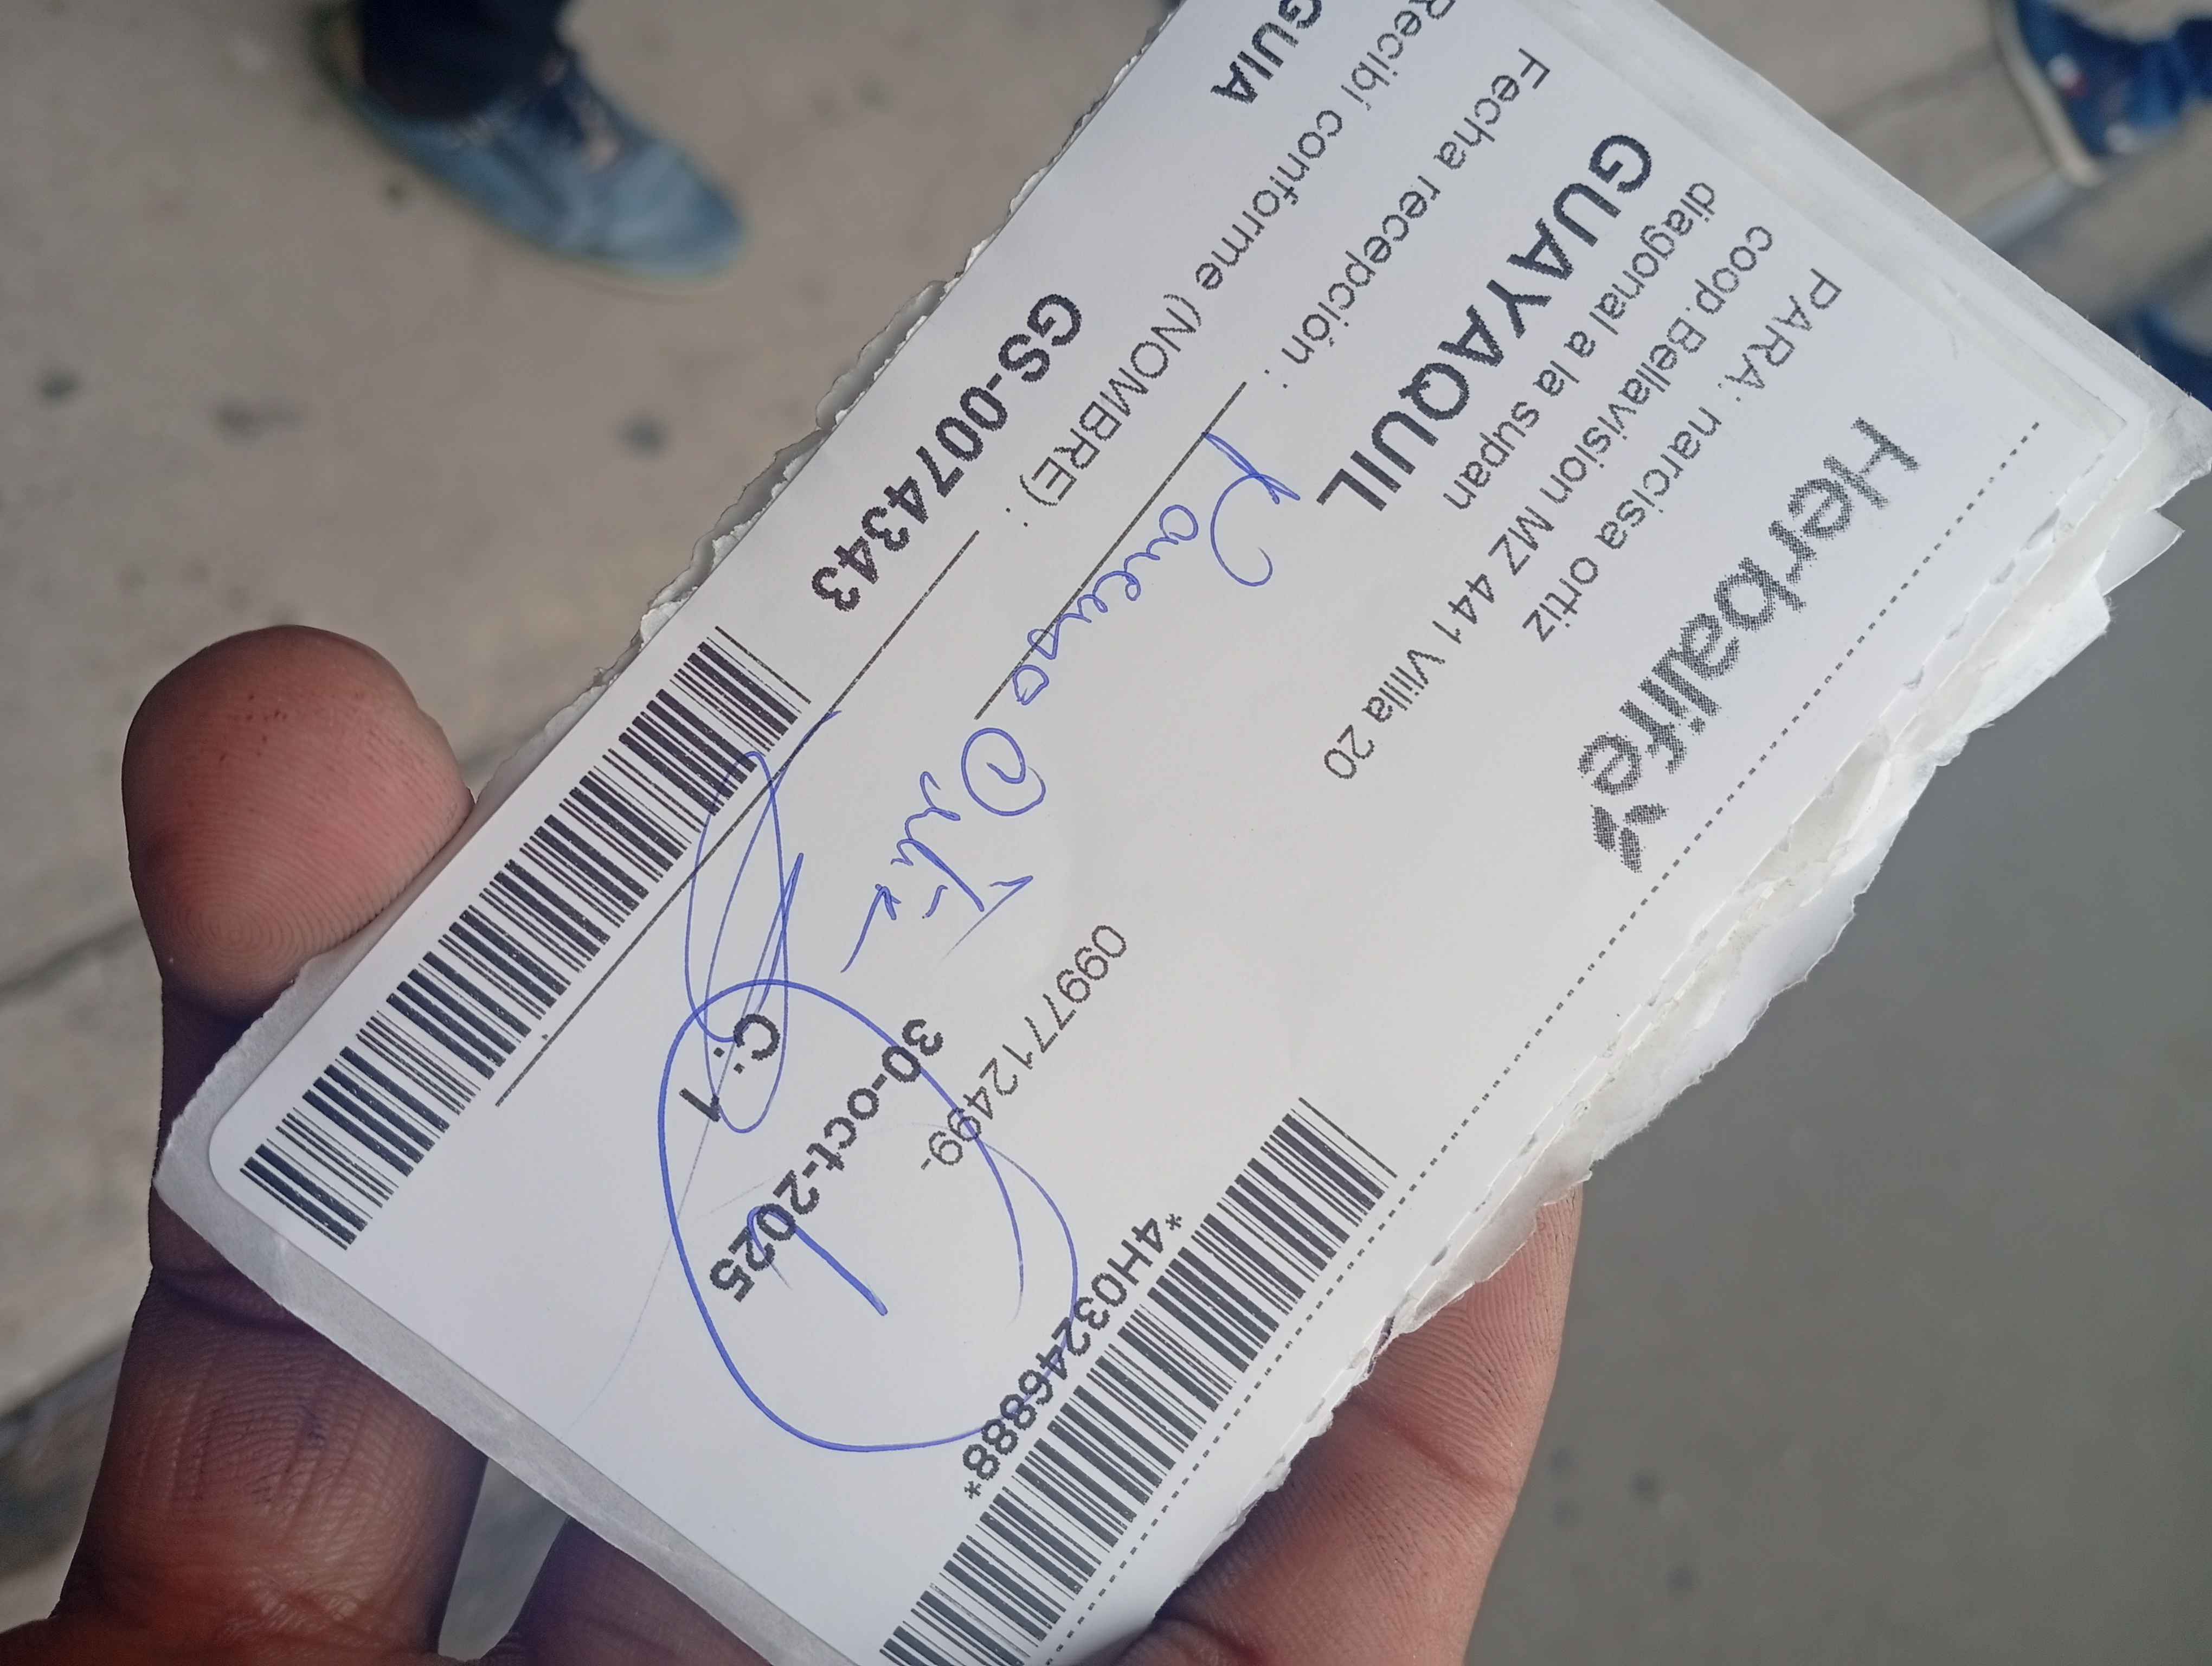 Herbalife
*4H03246888*
PARA: narcisa ortiz
coop.Bellavision MZ 441 Villa 20
diagonal a la supan
0997712499.
GUAYAQUIL
Fecha recepción :
30-oct-2025
Recibí conforme (NOMBRE) :
C: 1
GUIA
GS-00774343